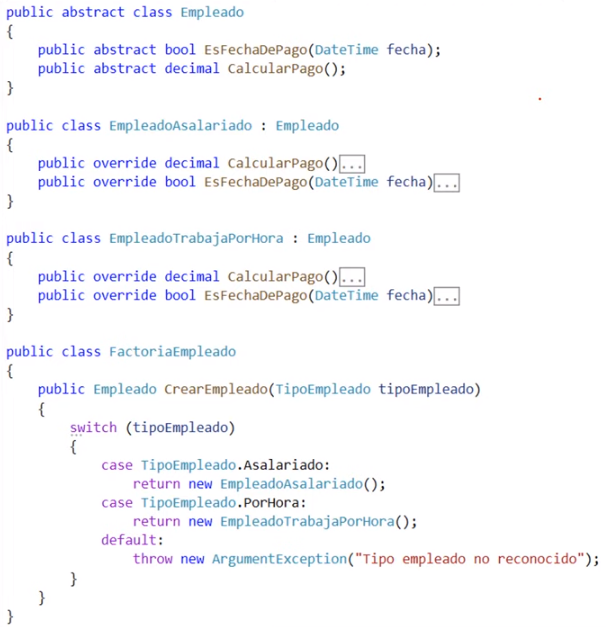 public abstract class Empleado
{
    public abstract bool EsFechaDePago(DateTime fecha);
    public abstract decimal CalcularPago();
}

public class EmpleadoAsalariado : Empleado
{
    public override decimal CalcularPago()...
    public override bool EsFechaDePago(DateTime fecha)...
}

public class EmpleadoTrabajaPorHora : Empleado
{
    public override decimal CalcularPago()...
    public override bool EsFechaDePago(DateTime fecha)...
}

public class FactoriaEmpleado
{
    public Empleado CrearEmpleado(TipoEmpleado tipoEmpleado)
    {
        switch (tipoEmpleado)
        {
            case TipoEmpleado.Asalariado:
                return new EmpleadoAsalariado();
            case TipoEmpleado.PorHora:
                return new EmpleadoTrabajaPorHora();
            default:
                throw new ArgumentException("Tipo empleado no reconocido");
        }
    }
}